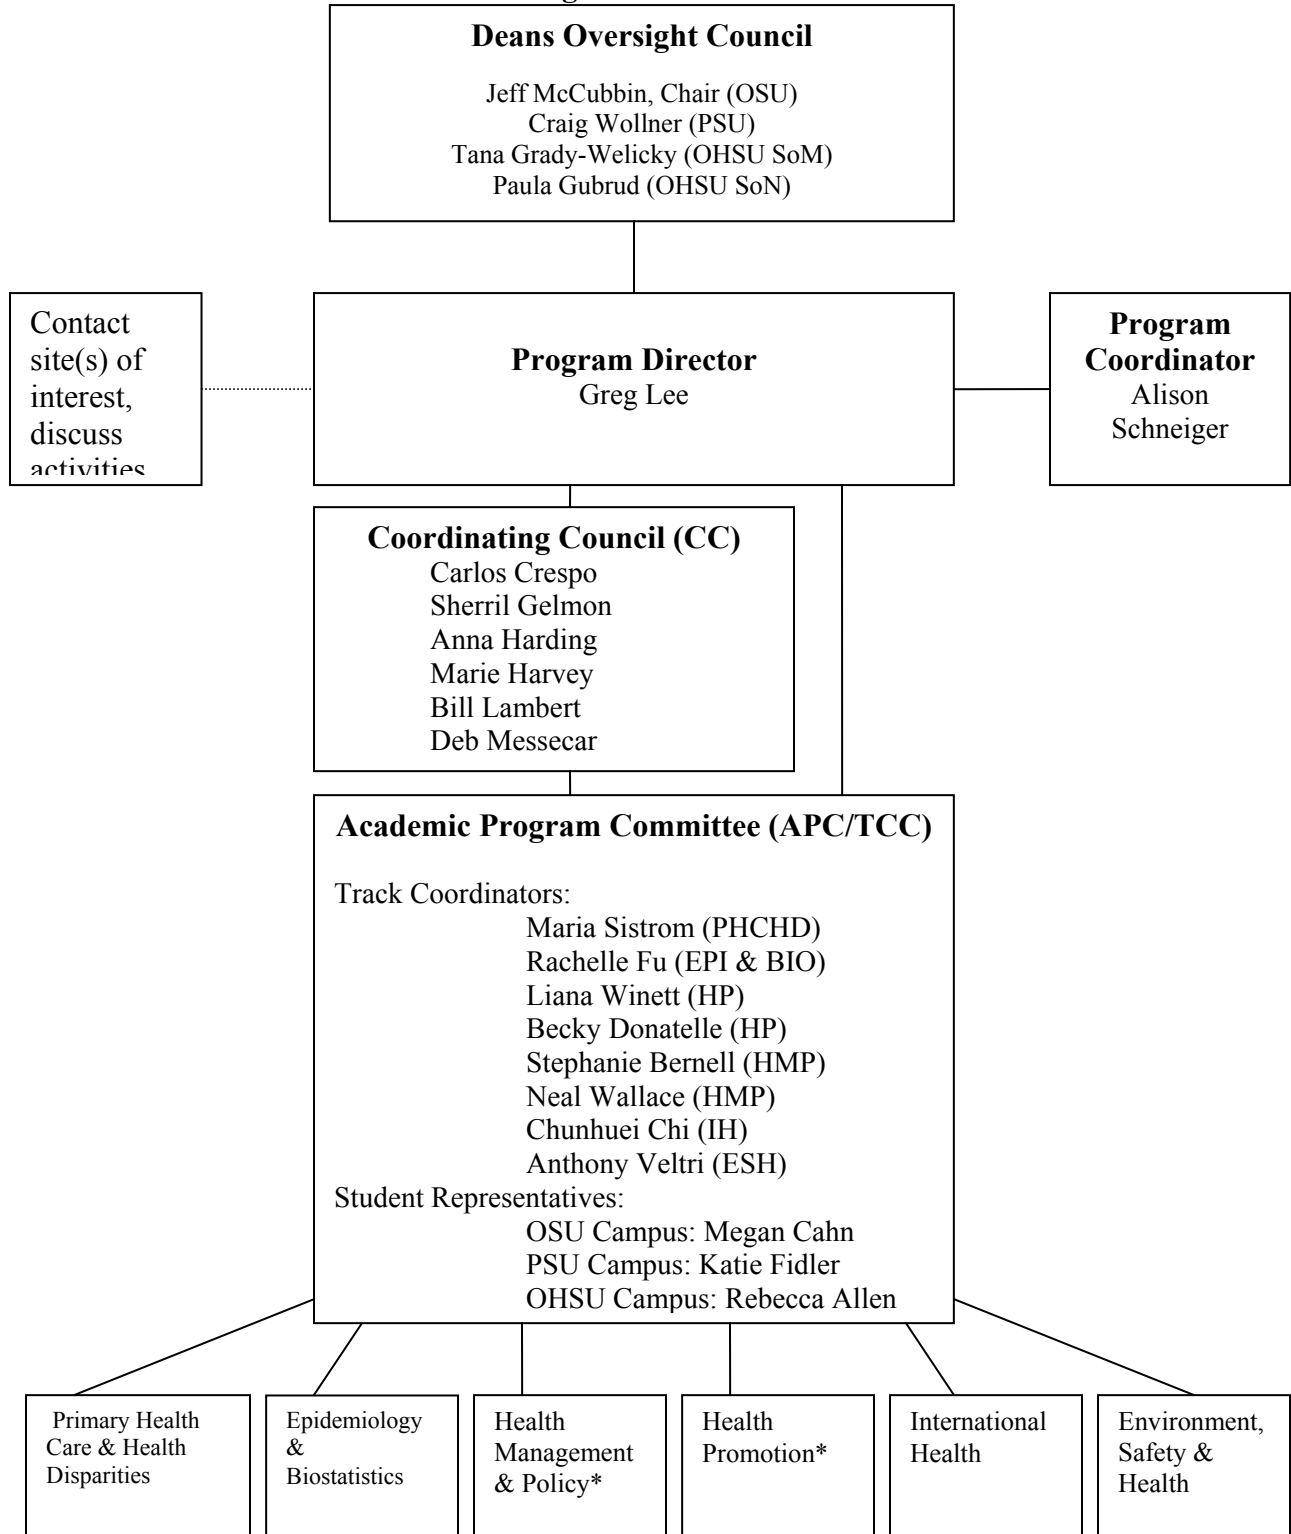 Deans Oversight Council
Jeff McCubbin, Chair (OSU)
Craig Wollner (PSU)
Tana Grady-Welicky (OHSU SoM)
Paula Gubrud (OHSU SoN)
Contact
site(s) of
interest,
discuss
activities
Program Director
Greg Lee
Program
Coordinator
Alison
Schneiger
Coordinating Council (CC)
Carlos Crespo
Sherril Gelmon
Anna Harding
Marie Harvey
Bill Lambert
Deb Messecar
Academic Program Committee (APC/TCC)
Track Coordinators:
Maria Sistrom (PHCHD)
Rachelle Fu (EPI & BIO)
Liana Winett (HP)
Becky Donatelle (HP)
Stephanie Bernell (HMP)
Neal Wallace (HMP)
Chunhuei Chi (IH)
Anthony Veltri (ESH)
Student Representatives:
OSU Campus: Megan Cahn
PSU Campus: Katie Fidler
OHSU Campus: Rebecca Allen
Primary Health
Care & Health
Disparities
Epidemiology
&
Biostatistics
Health
Management
& Policy*
Health
Promotion*
International
Health
Environment,
Safety &
Health